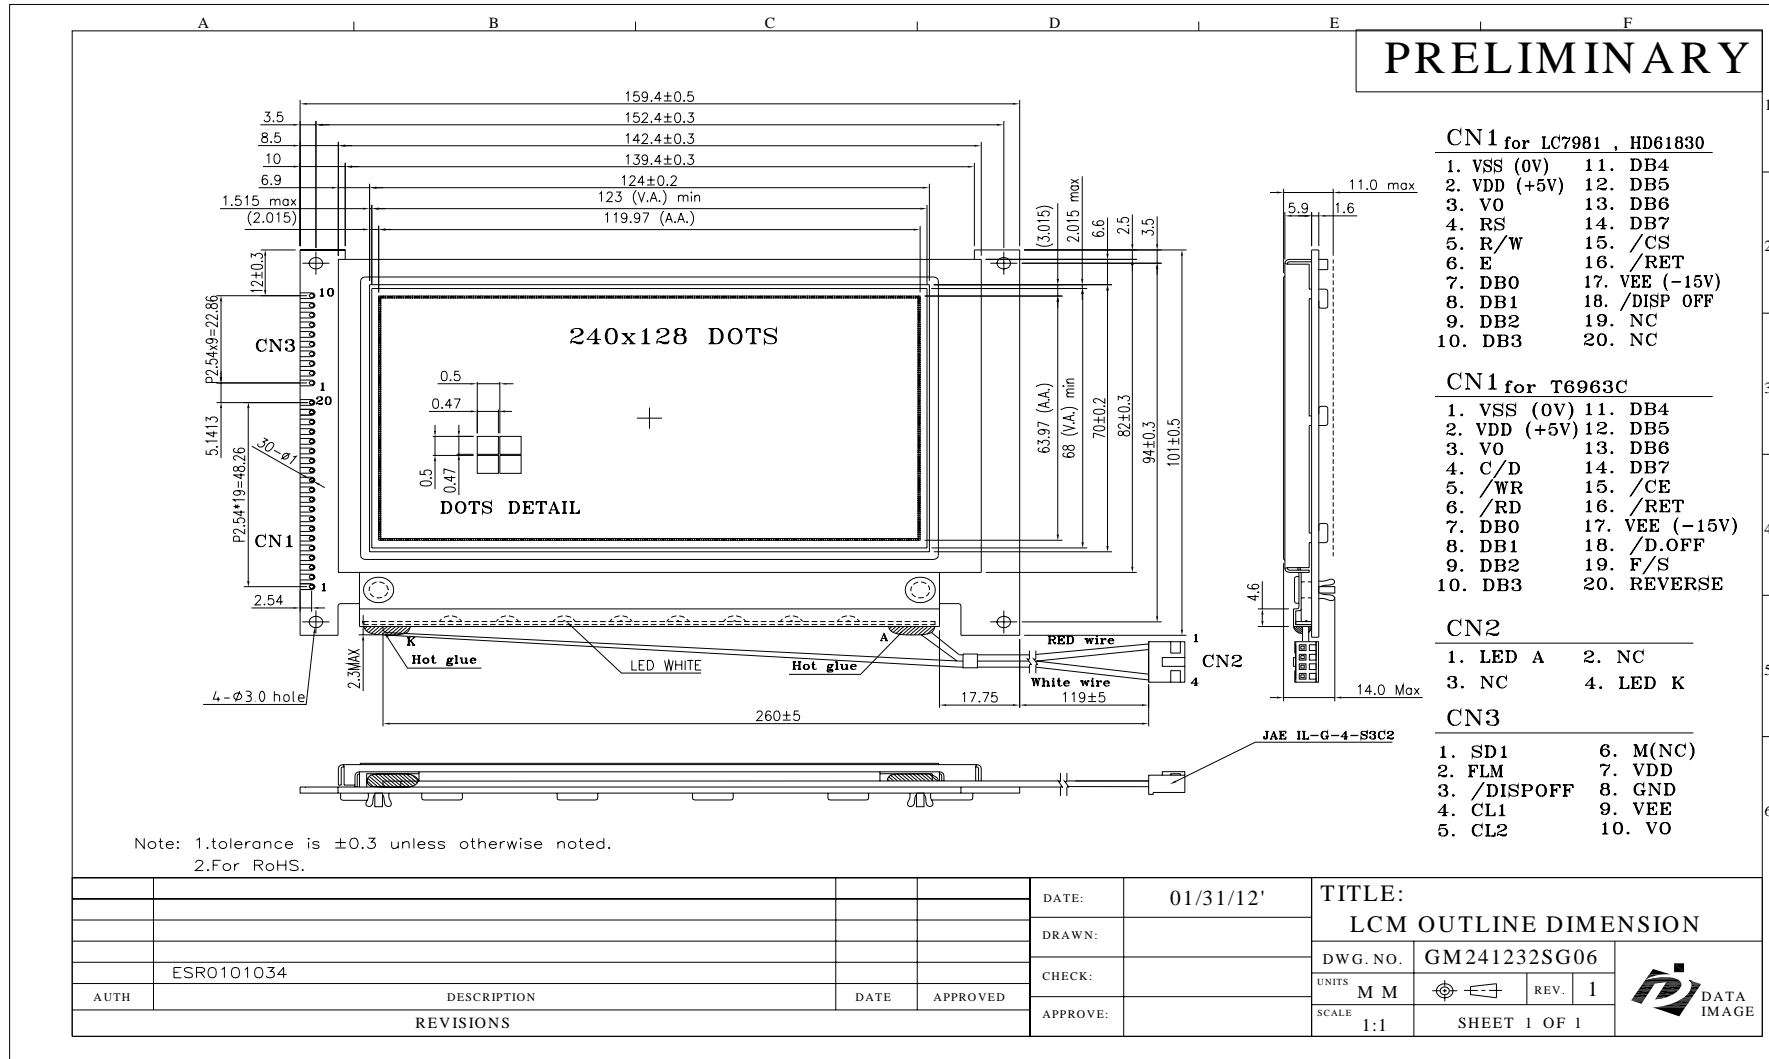 A B C D E F
PRELIMINARY
159.4±0.5
3.5 152.4±0.3
8.5 142.4±0.3
10 139.4±0.3
6.9 124±0.2
1.515 max 123 (V.A.) min
(2.015) 119.97 (A.A.)
(3.015)
2.015 max
6.6
2.5
3.5
11.0 max
5.9 1.6
12±0.3
10
CN3
P2.54x9=22.86
1
20
5.1413
30-ø1
P2.54*19=48.26
CN1
1
2.54
4-Ø3.0 hole
240x128 DOTS
0.5
0.47
0.5
0.47
DOTS DETAIL
63.97 (A.A.)
68 (V.A.) min
70±0.2
82±0.3
94±0.3
101±0.5
4.6
14.0 Max
K
A
Hot glue
LED WHITE
Hot glue
2.3MAX
RED wire
White wire
1
CN2
4
17.75 119±5
260±5
JAE IL-G-4-S3C2
CN1 for LC7981 , HD61830
1. VSS (0V) 11. DB4
2. VDD (+5V) 12. DB5
3. VO 13. DB6
4. RS 14. DB7
5. R/W 15. /CS
6. E 16. /RET
7. DB0 17. VEE (-15V)
8. DB1 18. /DISP OFF
9. DB2 19. NC
10. DB3 20. NC
CN1 for T6963C
1. VSS (0V) 11. DB4
2. VDD (+5V) 12. DB5
3. VO 13. DB6
4. C/D 14. DB7
5. /WR 15. /CE
6. /RD 16. /RET
7. DB0 17. VEE (-15V)
8. DB1 18. /D.OFF
9. DB2 19. F/S
10. DB3 20. REVERSE
CN2
1. LED A 2. NC
3. NC 4. LED K
CN3
1. SD1 6. M(NC)
2. FLM 7. VDD
3. /DISPOFF 8. GND
4. CL1 9. VEE
5. CL2 10. VO
2
3
4
5
6
Note: 1.tolerance is ±0.3 unless otherwise noted.
2.For RoHS.
ESR0101034
AUTH DESCRIPTION DATE APPROVED
REVISIONS
DATE: 01/31/12'
DRAWN:
CHECK:
APPROVE:
TITLE:
LCM OUTLINE DIMENSION
DWG. NO. GM241232SG06
UNITS M M REV. 1
SCALE 1:1 SHEET 1 OF 1
DATA
IMAGE